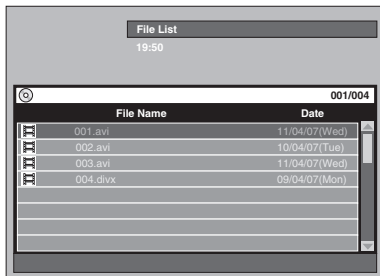 File List
19:50
001/004
File Name Date
001.avi 11/04/07(Wed)
002.avi 10/04/07(Tue)
003.avi 11/04/07(Wed)
004.divx 09/04/07(Mon)